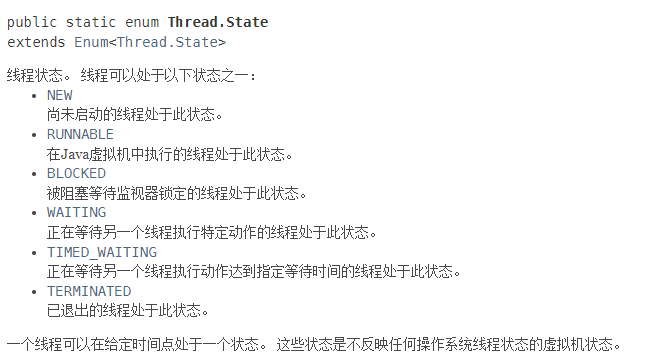 public static enum Thread.State
extends Enum<Thread.State>
线程状态。 线程可以处于以下状态之一：
• NEW
尚未启动的线程处于此状态。
• RUNNABLE
在Java虚拟机中执行的线程处于此状态。
• BLOCKED
被阻塞等待监视器锁定的线程处于此状态。
• WAITING
正在等待另一个线程执行特定动作的线程处于此状态。
• TIMED_WAITING
正在等待另一个线程执行动作达到指定等待时间的线程处于此状态。
• TERMINATED
已退出的线程处于此状态。
一个线程可以在给定时间点处于一个状态。 这些状态是不反映任何操作系统线程状态的虚拟机状态。